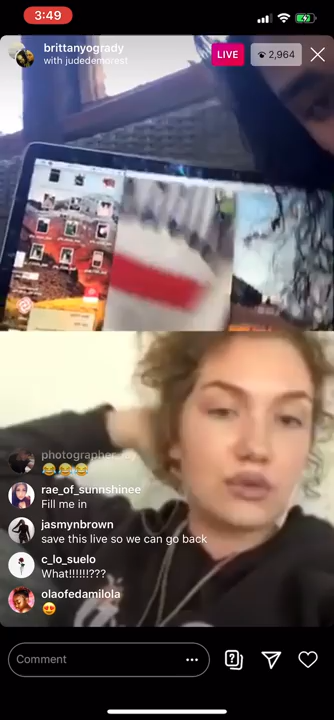 3:49
brittanyogrady
with judedemorest
LIVE
2,964
photographer
😂😂😂
rae_of_sunnshinee
Fill me in
jasmynbrown
save this live so we can go back
c_lo_suelo
What!!!!!!???
olaofedamilola
😍
Comment